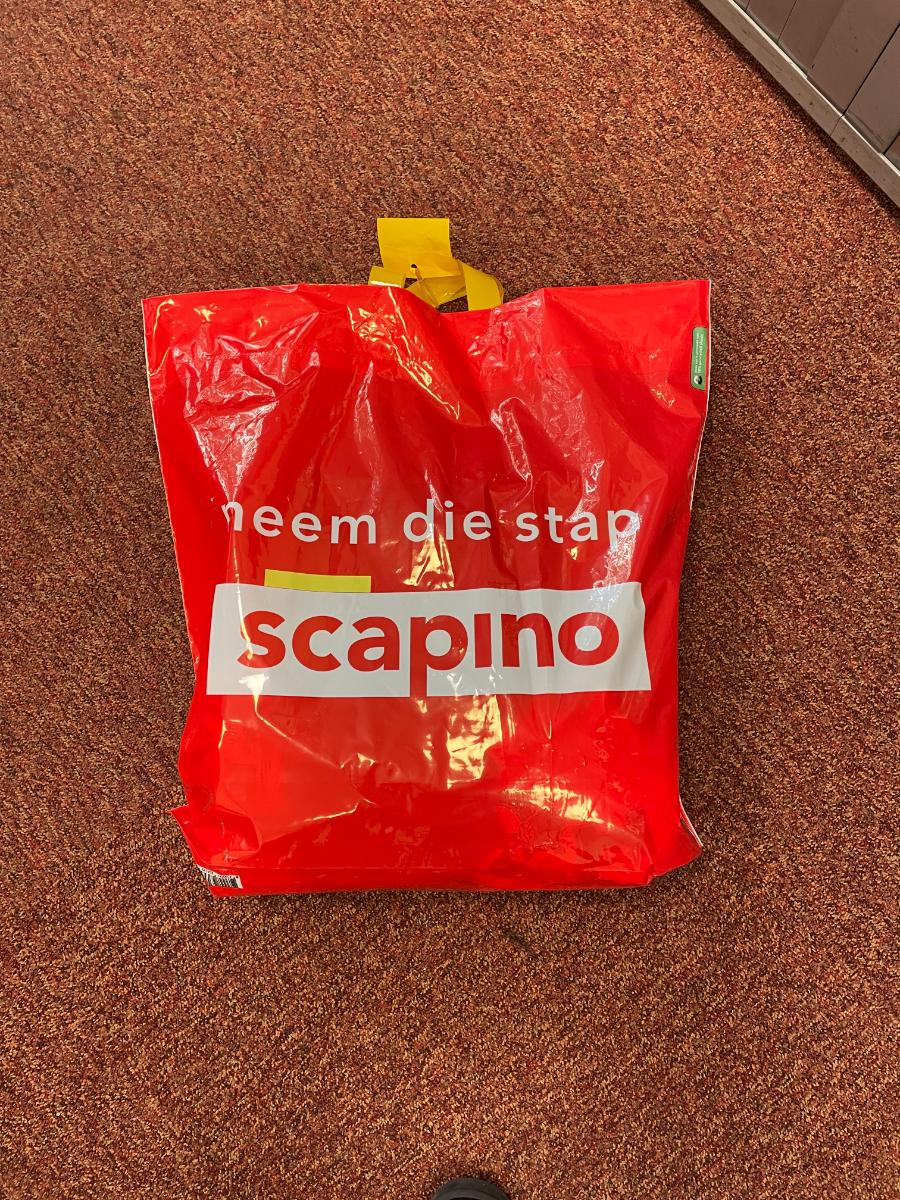 neem die stap
scapino